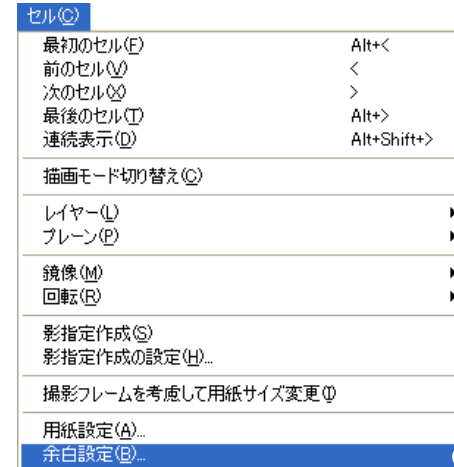 セル(C)
最初のセル(F) Alt+<
前のセル(V) <
次のセル(X) >
最後のセル(T) Alt+>
連続表示(D) Alt+Shift+>
描画モード切り替え(C)
レイヤー(L)
プレーン(P)
鏡像(M)
回転(R)
影指定作成(S)
影指定作成の設定(H)...
撮影フレームを考慮して用紙サイズ変更(I)
用紙設定(A)...
余白設定(B)...